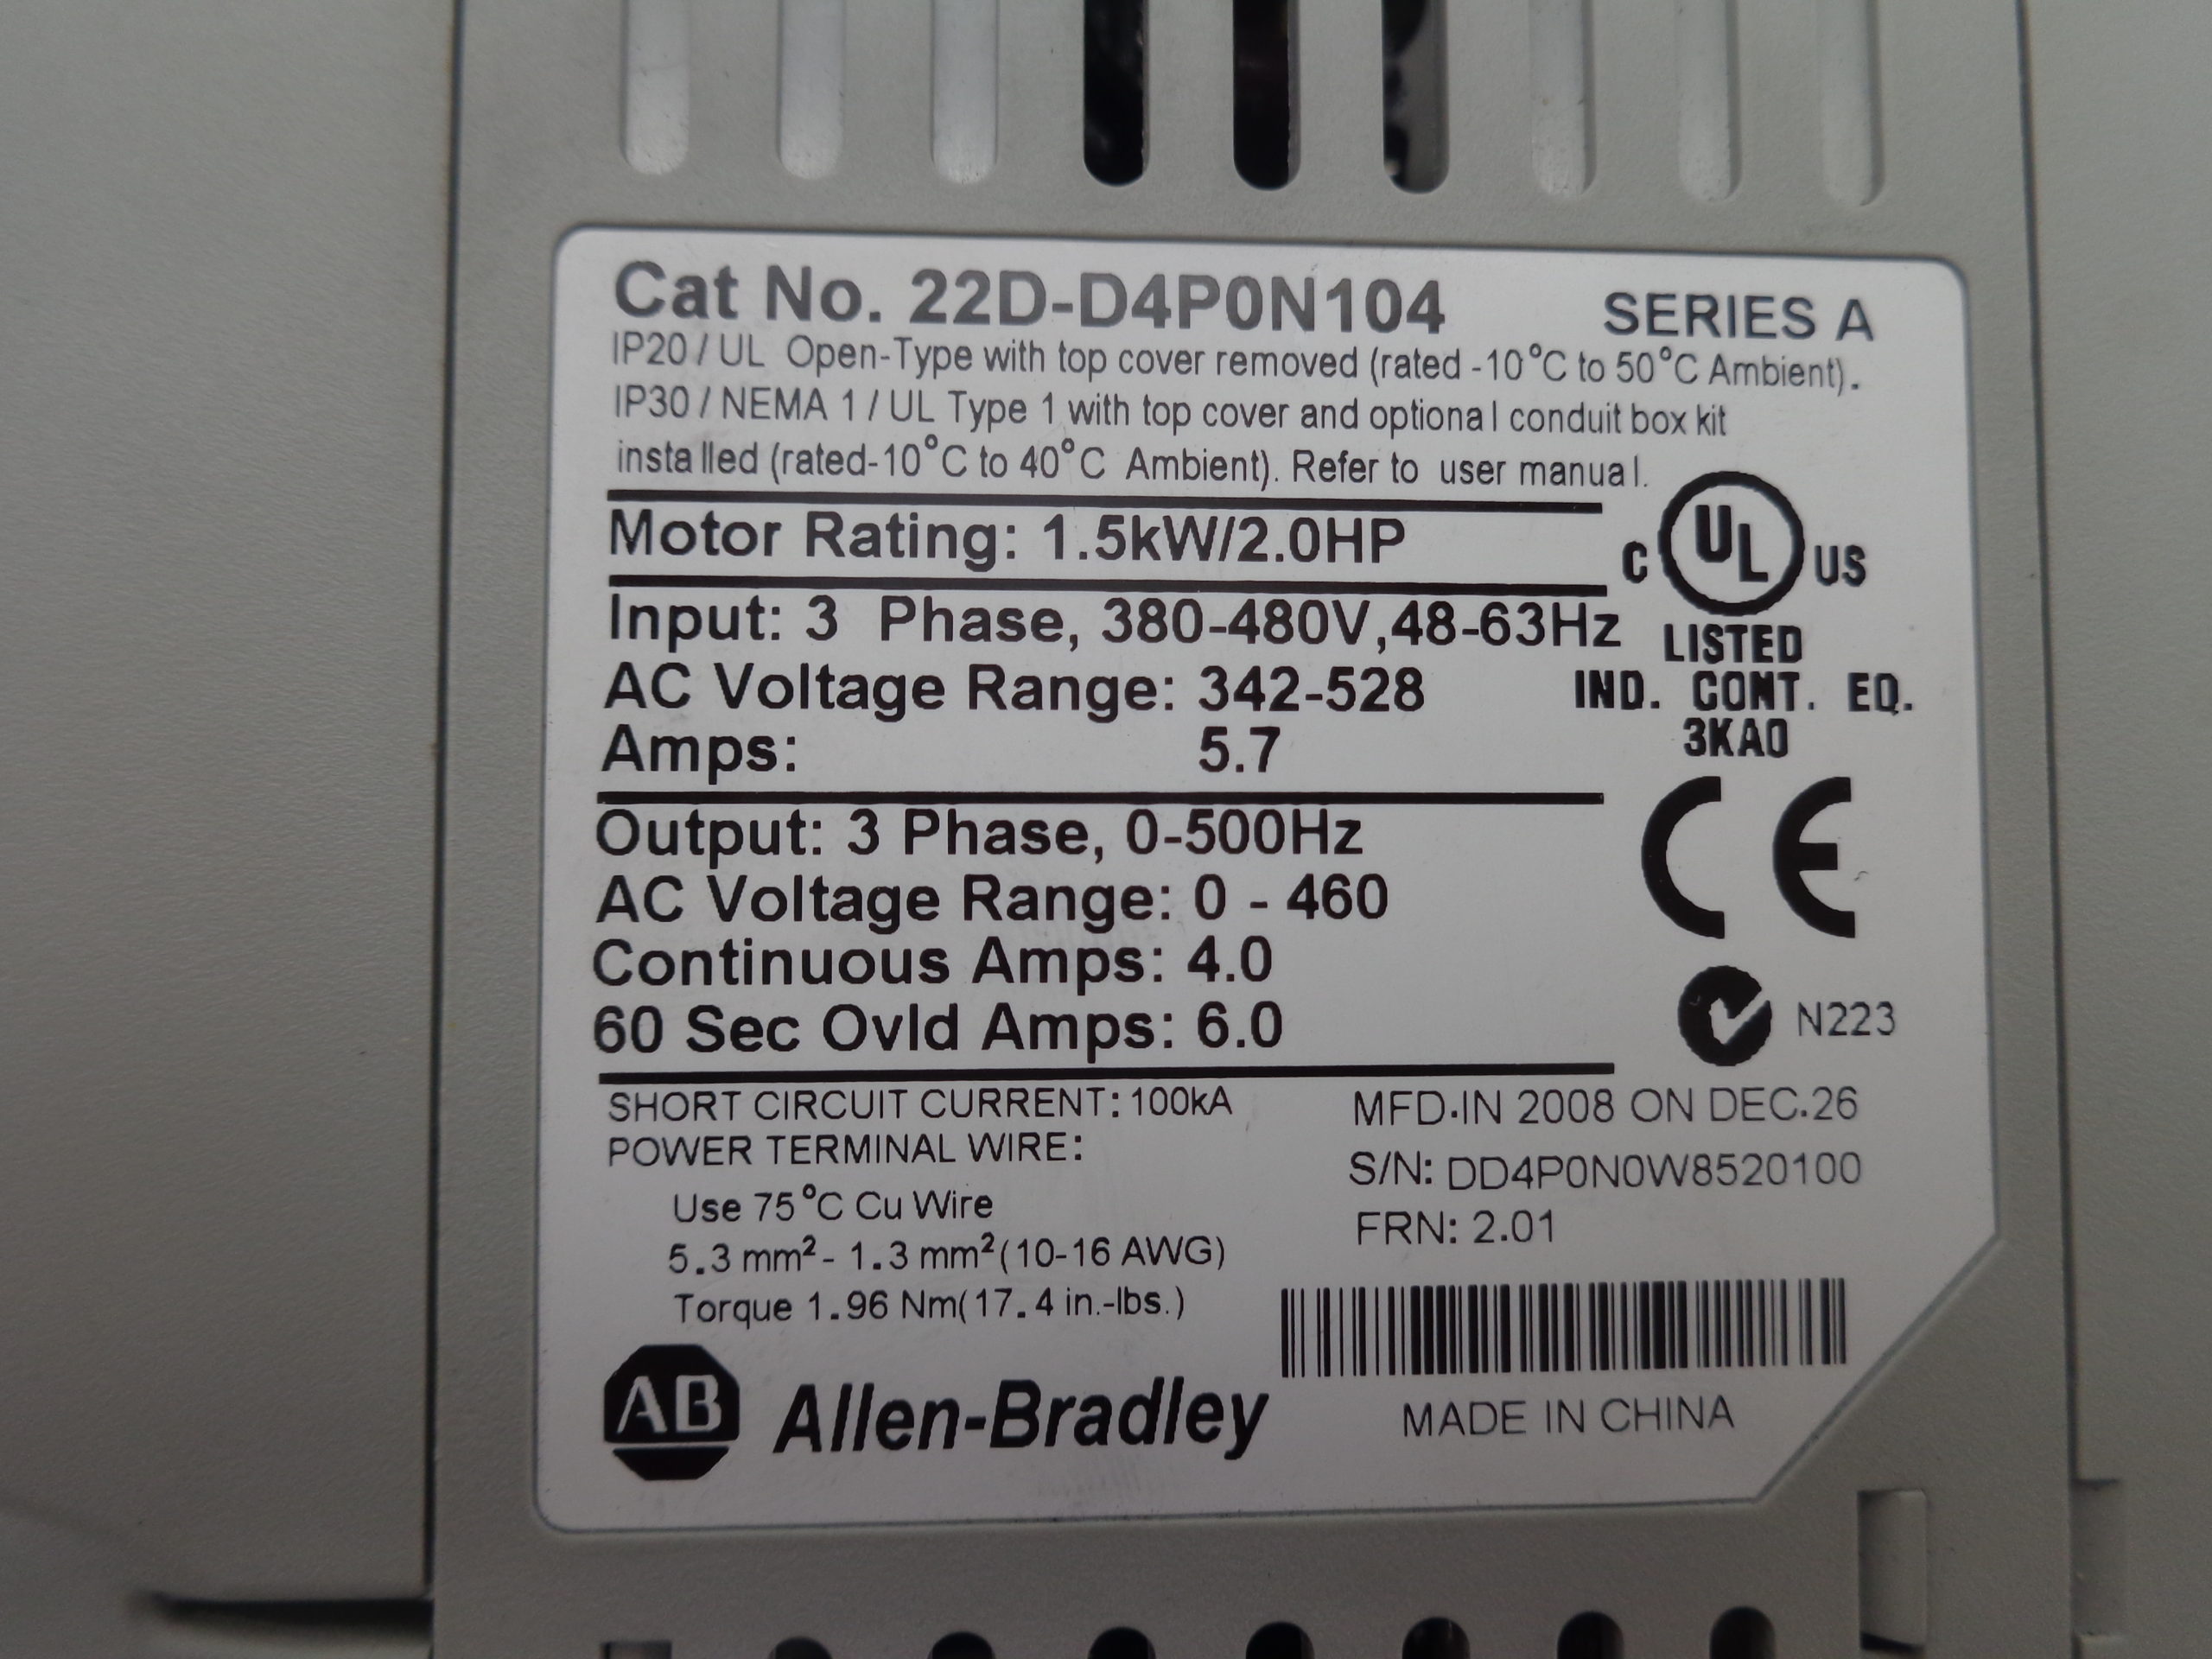 Cat No. 22D-D4P0N104 SERIES A
IP20 / UL Open-Type with top cover removed (rated -10°C to 50°C Ambient).
IP30 / NEMA 1 / UL Type 1 with top cover and optional conduit box kit
installed (rated-10°C to 40°C Ambient). Refer to user manual.
Motor Rating: 1.5kW/2.0HP
C UL US
LISTED
IND. CONT. EQ.
3KA0
Input: 3 Phase, 380-480V,48-63Hz
AC Voltage Range: 342-528
Amps: 5.7
Output: 3 Phase, 0-500Hz
AC Voltage Range: 0 - 460
Continuous Amps: 4.0
60 Sec Ovld Amps: 6.0
CE
N223
SHORT CIRCUIT CURRENT: 100kA
POWER TERMINAL WIRE:
Use 75°C Cu Wire
5.3 mm²- 1.3 mm²(10-16 AWG)
Torque 1.96 Nm(17.4 in.-lbs.)
MFD.IN 2008 ON DEC.26
S/N: DD4P0N0W8520100
FRN: 2.01
AB Allen-Bradley
MADE IN CHINA